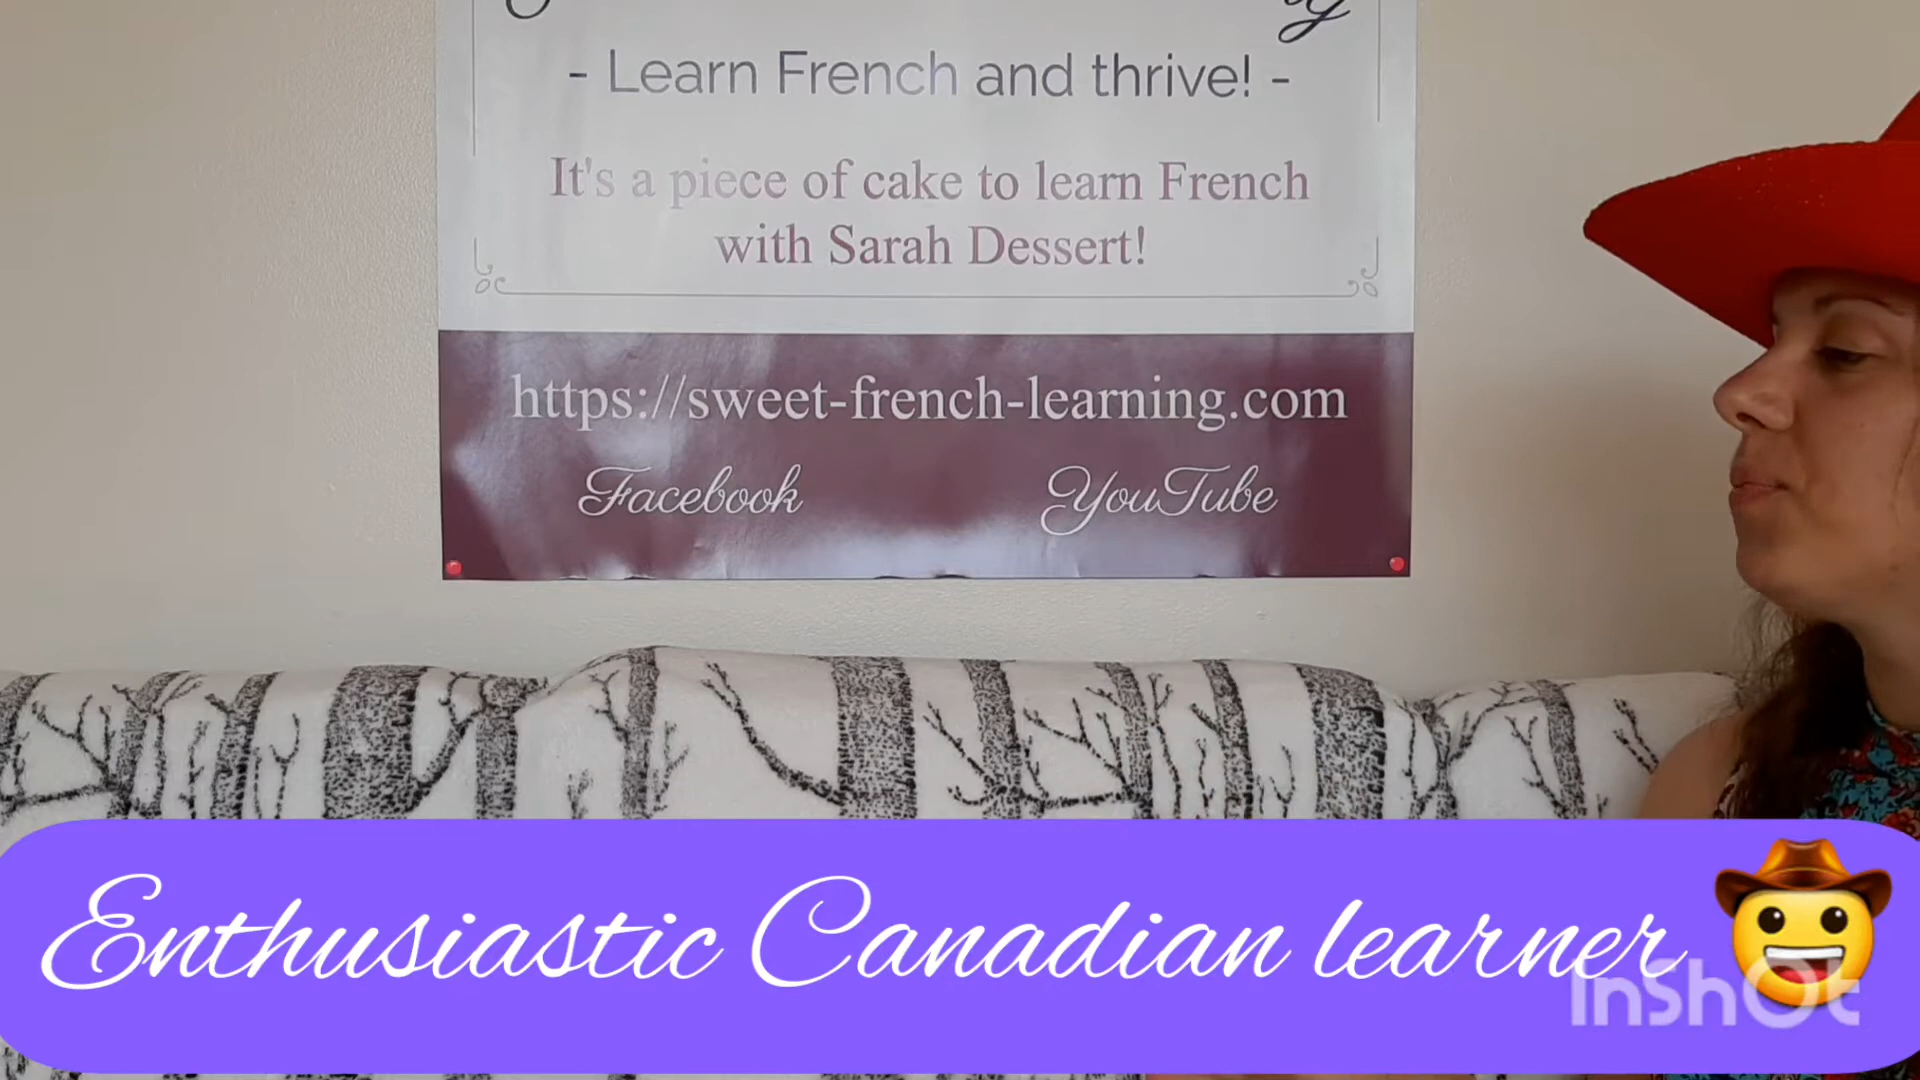 - Learn French and thrive! -
It's a piece of cake to learn French
with Sarah Dessert!
https://sweet-french-learning.com
Facebook YouTube
Enthusiastic Canadian learner
InShOt